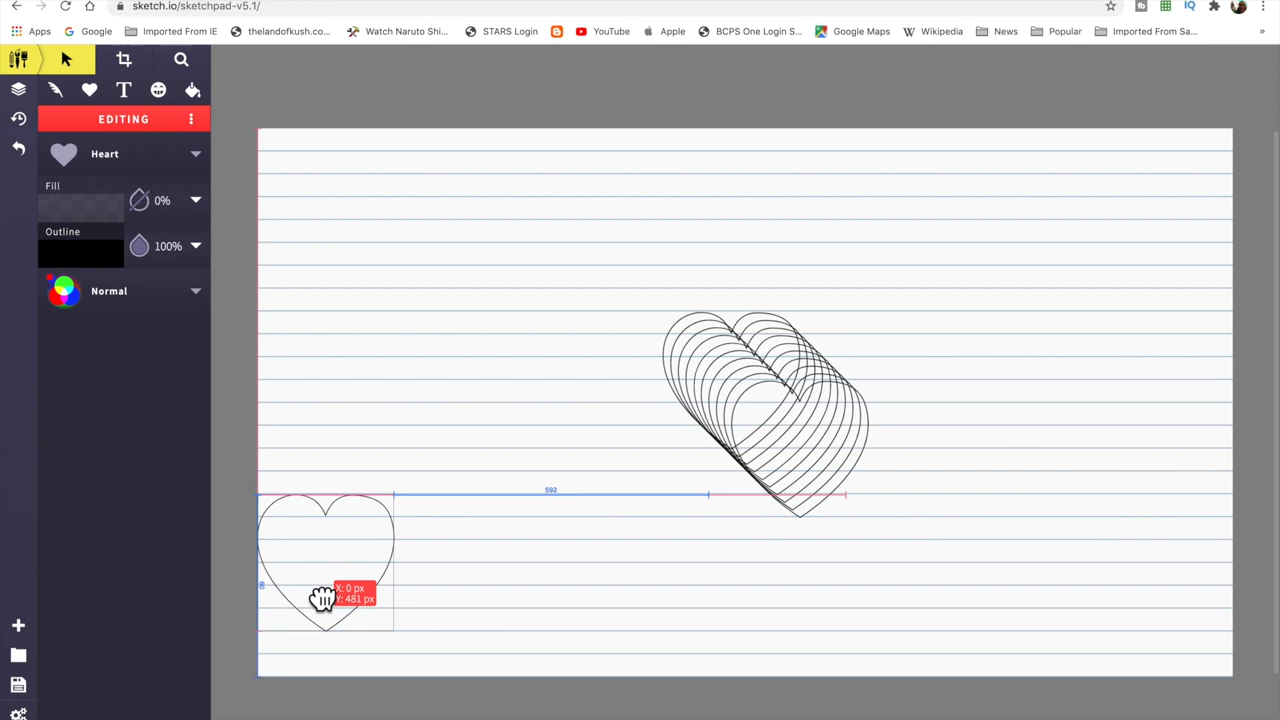 sketch.io/sketchpad-v5.1/
Apps Google Imported From IE thelandofkush.co... Watch Naruto Shi... STARS Login YouTube Apple BCPS One Login S... Google Maps Wikipedia News Popular Imported From Sa... »
EDITING
Heart
Fill
0%
Outline
100%
Normal
592
X: 0 px
Y: 481 px